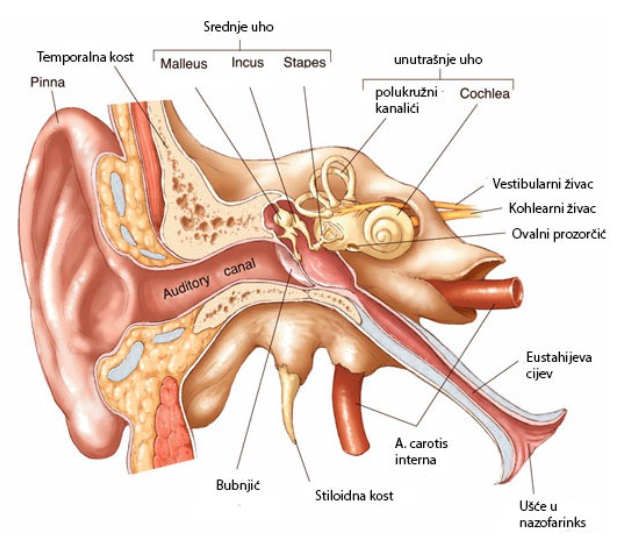 Srednje uho
Temporalna kost
Malleus Incus Stapes
unutrašnje uho
Pinna
polukružni
kanalići
Cochlea
Vestibularni živac
Kohlearni živac
Ovalni prozorčić
Auditory canal
Eustahijeva
cijev
A. carotis
interna
Bubnjić
Stiloidna kost
Ušće u
nazofarinks